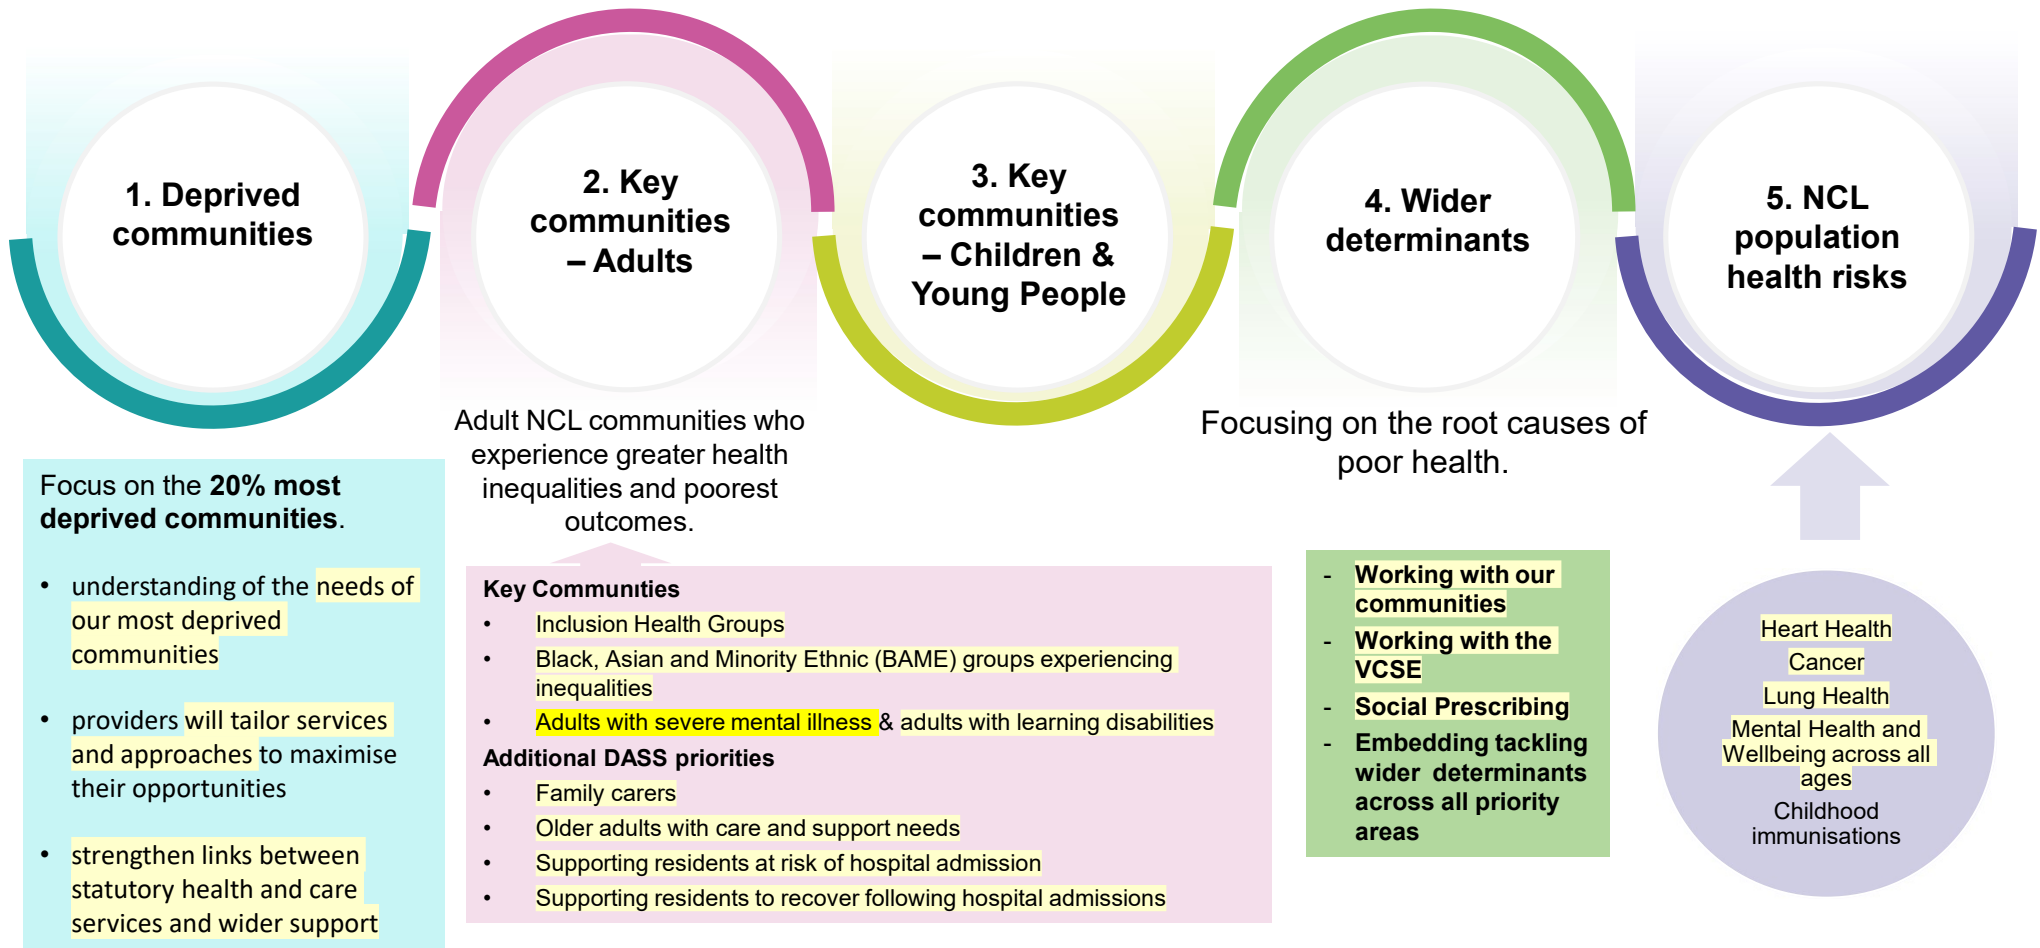 1. Deprived
communities
2. Key
communities
– Adults
3. Key
communities
– Children &
Young People
4. Wider
determinants
5. NCL
population
health risks
Focus on the 20% most
deprived communities.
• understanding of the needs of
our most deprived
communities
• providers will tailor services
and approaches to maximise
their opportunities
• strengthen links between
statutory health and care
services and wider support
Adult NCL communities who
experience greater health
inequalities and poorest
outcomes.
Key Communities
• Inclusion Health Groups
• Black, Asian and Minority Ethnic (BAME) groups experiencing
inequalities
• Adults with severe mental illness & adults with learning disabilities
Additional DASS priorities
• Family carers
• Older adults with care and support needs
• Supporting residents at risk of hospital admission
• Supporting residents to recover following hospital admissions
Focusing on the root causes of
poor health.
- Working with our
communities
- Working with the
VCSE
- Social Prescribing
- Embedding tackling
wider determinants
across all priority
areas
Heart Health
Cancer
Lung Health
Mental Health and
Wellbeing across all
ages
Childhood
immunisations